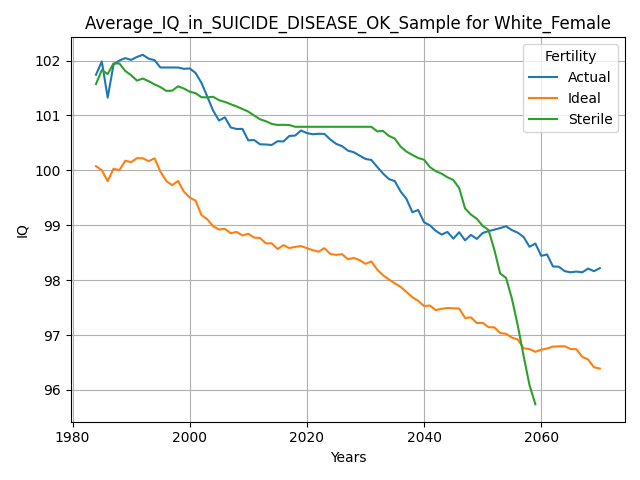 Average_IQ_in_SUICIDE_DISEASE_OK_Sample for White_Female
Fertility
Actual
Ideal
Sterile
IQ
102
101
100
99
98
97
96
1980
2000
2020
2040
2060
Years